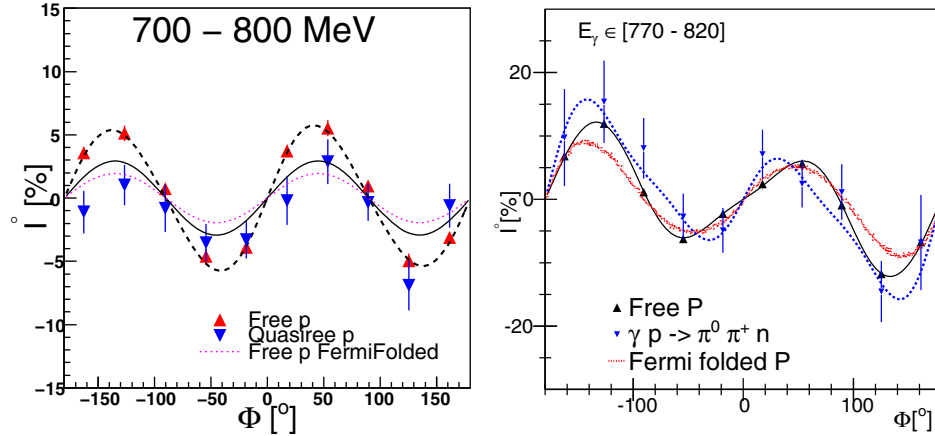 700 – 800 MeV
I° [%]
15
10
5
0
−5
−10
−15
Free p
Quasifree p
Free p FermiFolded
−150 −100 −50 0 50 100 150
Φ [°]
Eγ ∈ [770 - 820]
I° [%]
20
0
-20
Free P
γ p -> π⁰ π⁺ n
Fermi folded P
-100 0 100
Φ[°]